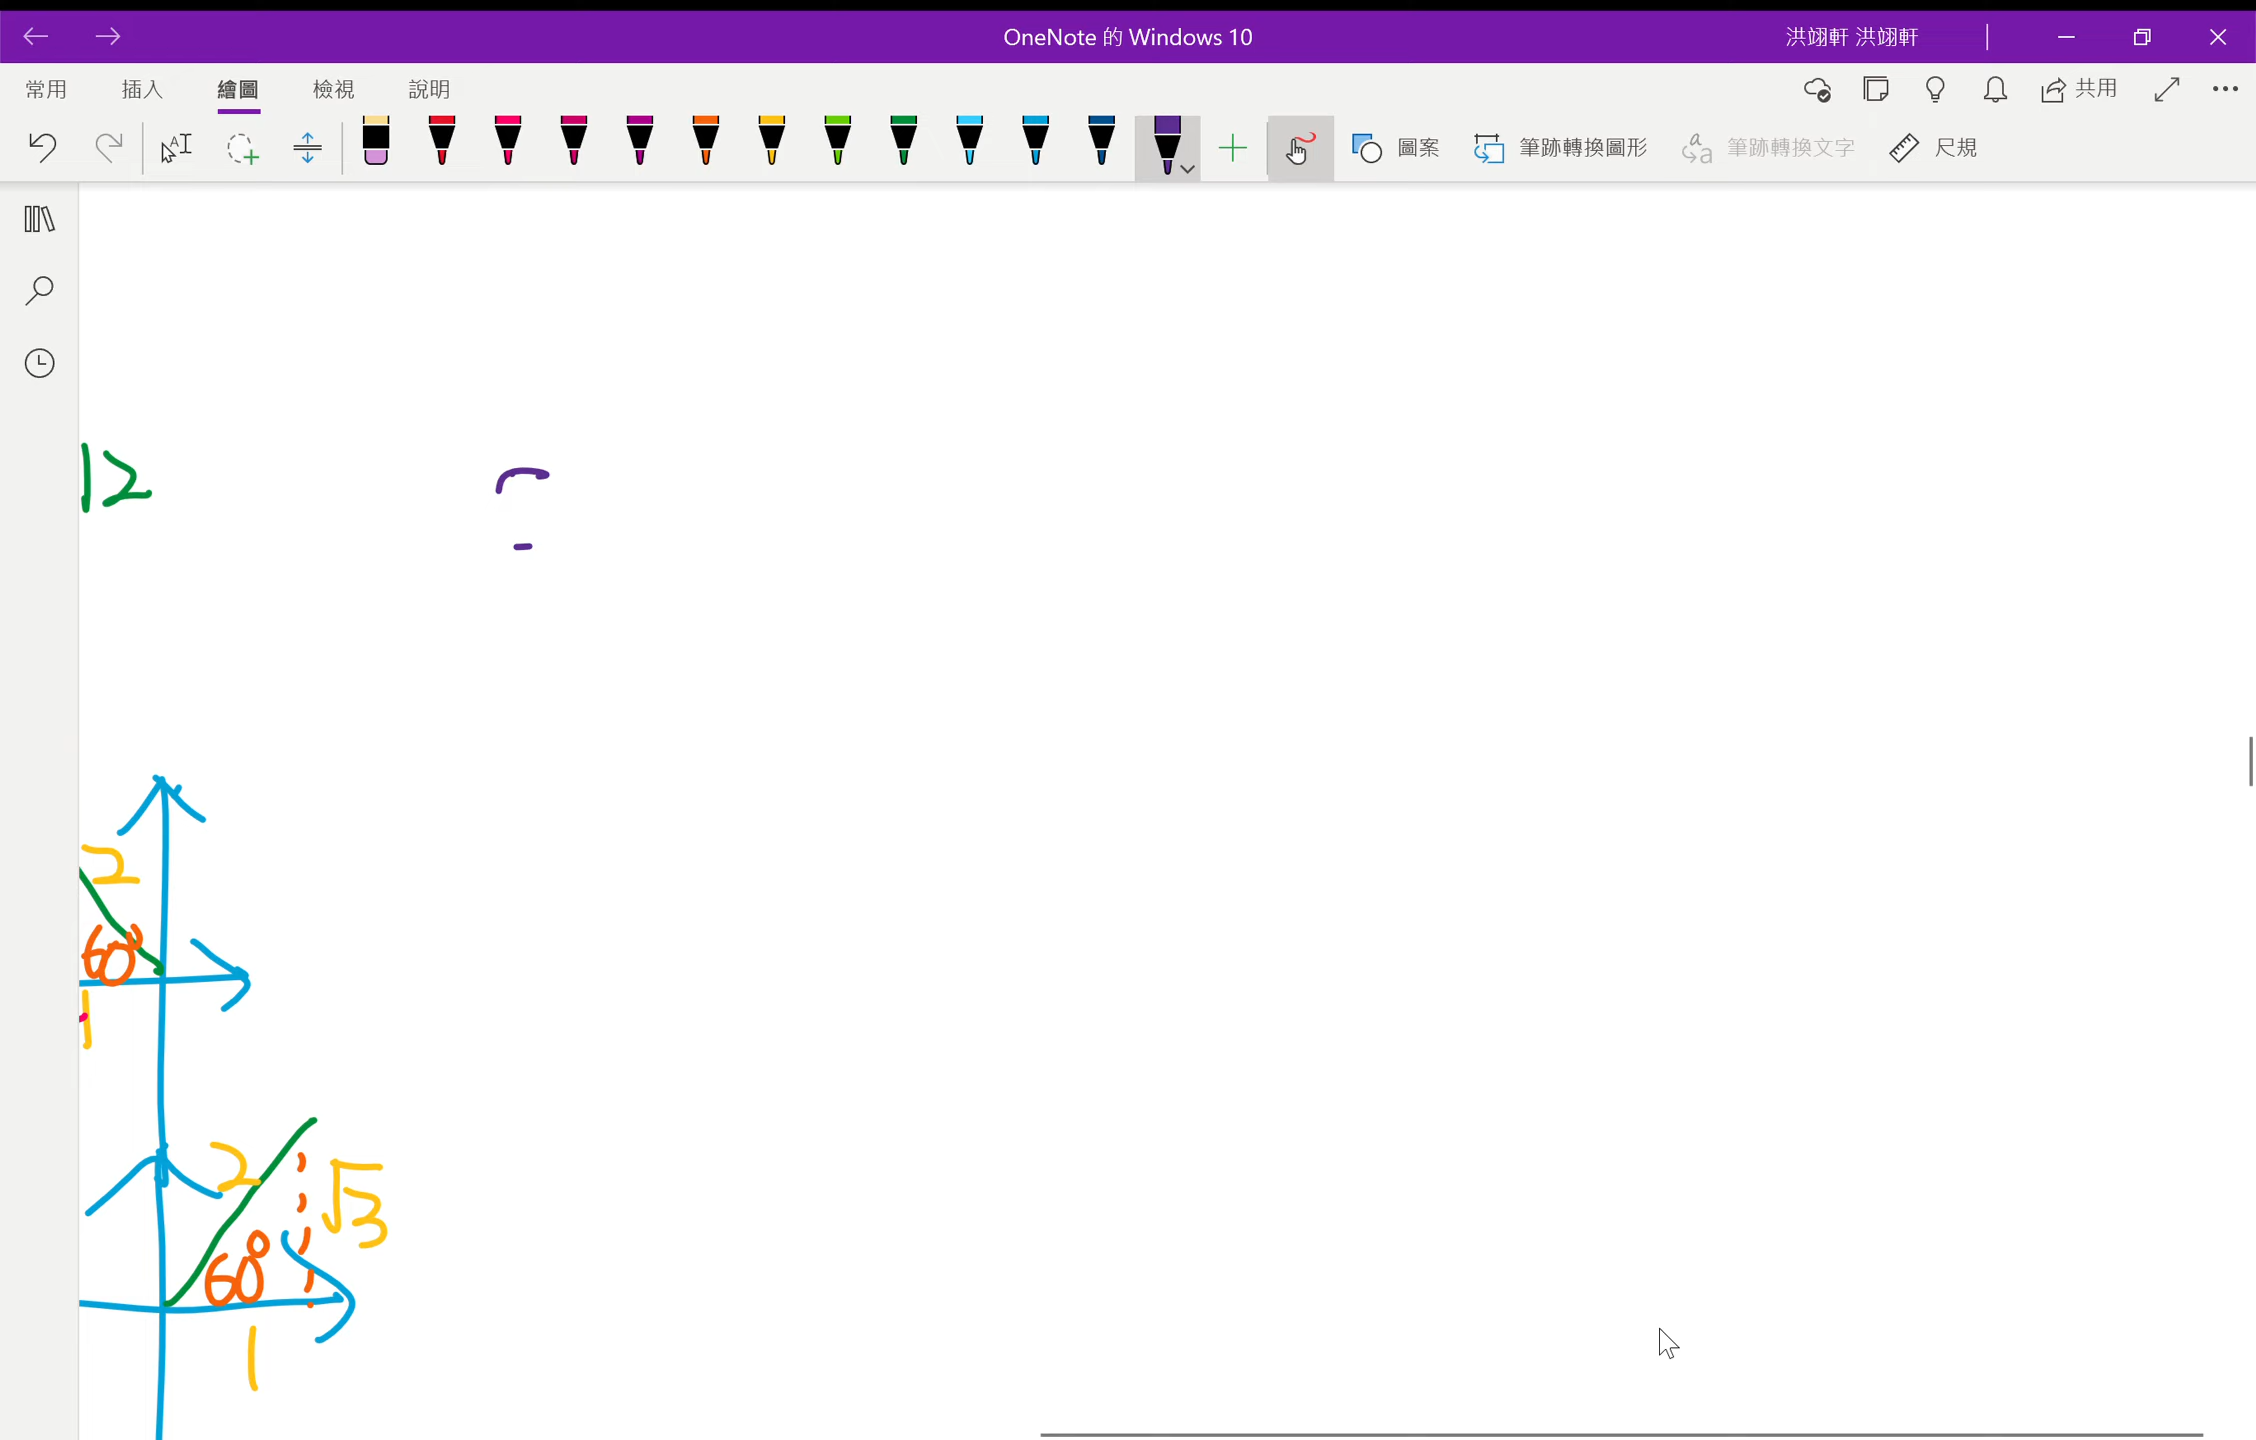 OneNote 的 Windows 10
洪翊軒 洪翊軒
常用 插入 繪圖 檢視 說明
共用
圖案 筆跡轉換圖形 筆跡轉換文字 尺規
12
2
60°
1
2
√3
60°
1